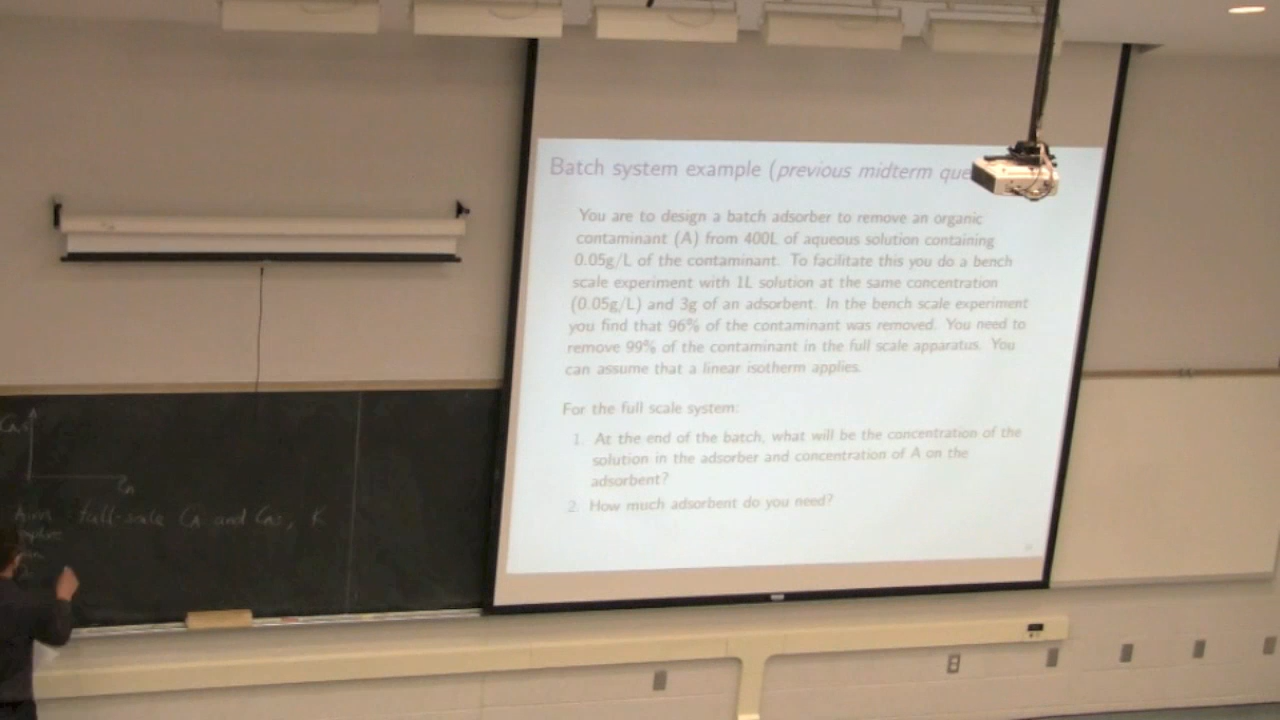 Batch system example (previous midterm
You are to design a batch adsorber to remove an organic
contaminant (A) from 400L of aqueous solution containing
0.05g/L of the contaminant. To facilitate this you do a bench
scale experiment with 1L solution at the same concentration
(0.05g/L) and 3g of an adsorbent. In the bench scale experiment
you find that 96% of the contaminant was removed. You need to
remove 99% of the contaminant in the full scale apparatus. You
can assume that a linear isotherm applies.
For the full scale system:
1. At the end of the batch, what will be the concentration of the
solution in the adsorber and concentration of A on the
adsorbent?
2. How much adsorbent do you need?
CAS
CA
Aim full-scale CA and CAS, K